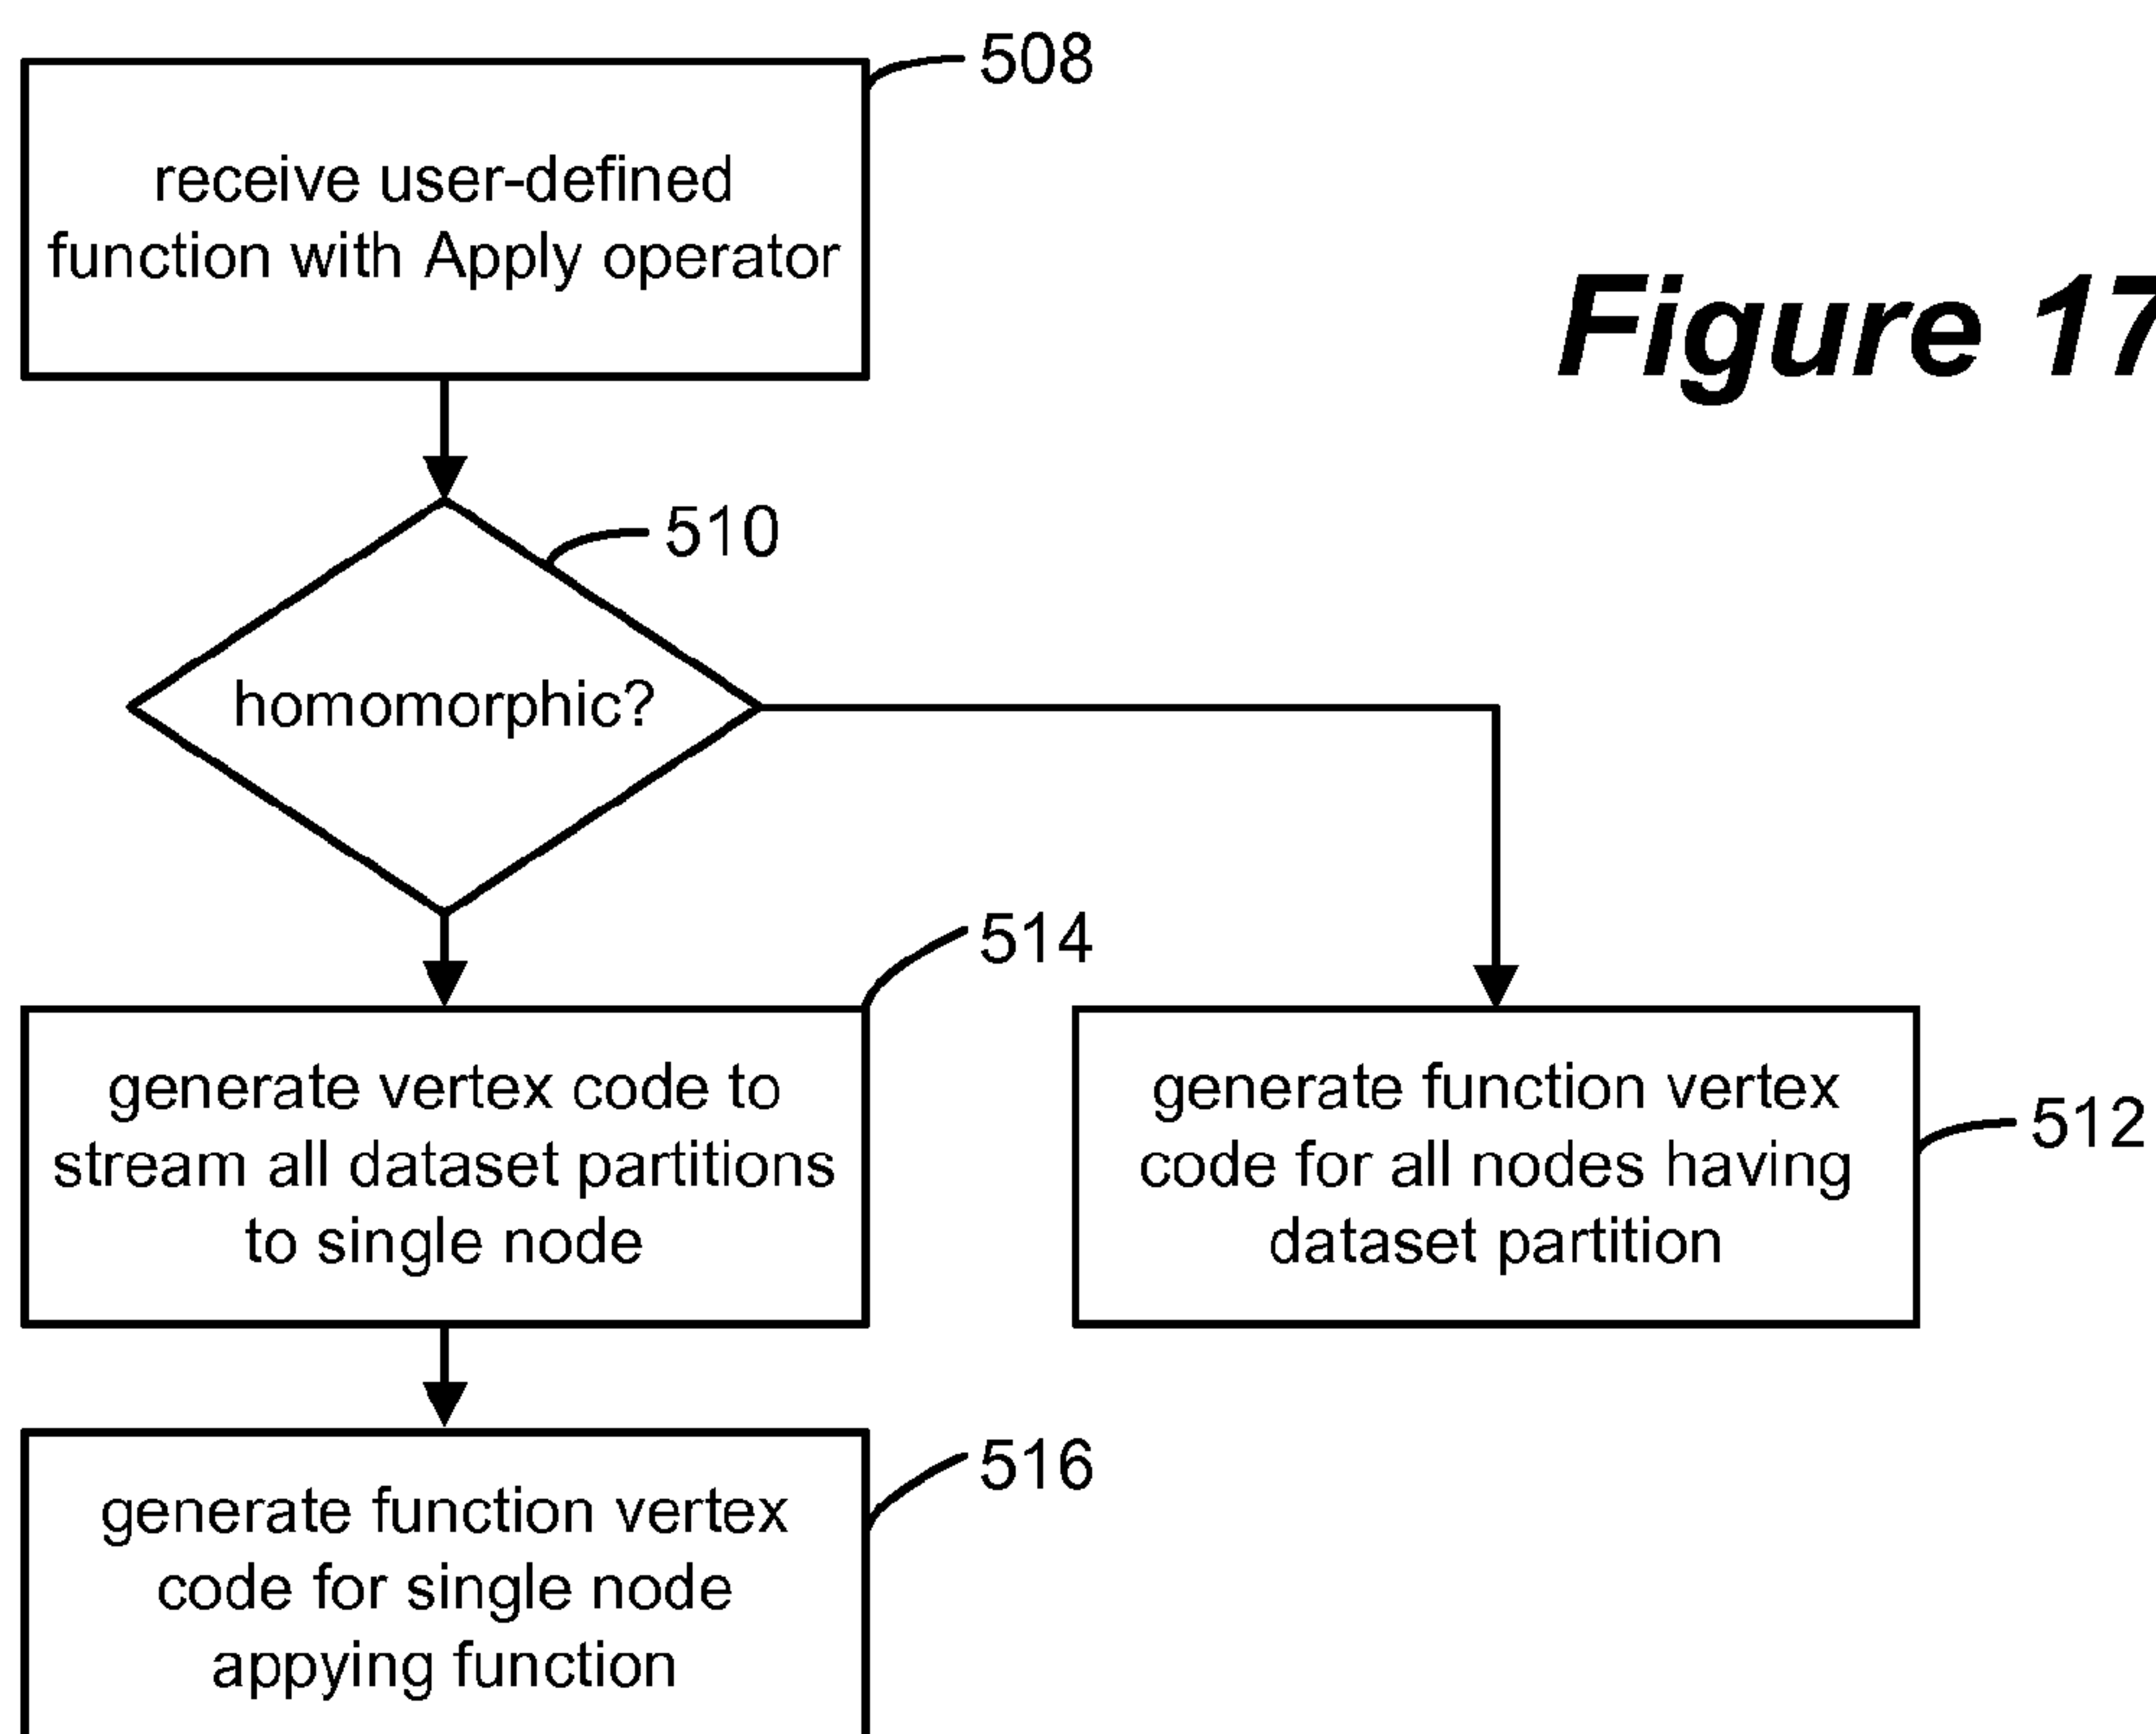 508
receive user-defined
function with Apply operator
Figure 17
510
homomorphic?
514
generate vertex code to
stream all dataset partitions
to single node
generate function vertex
code for all nodes having
dataset partition
512
516
generate function vertex
code for single node
appying function